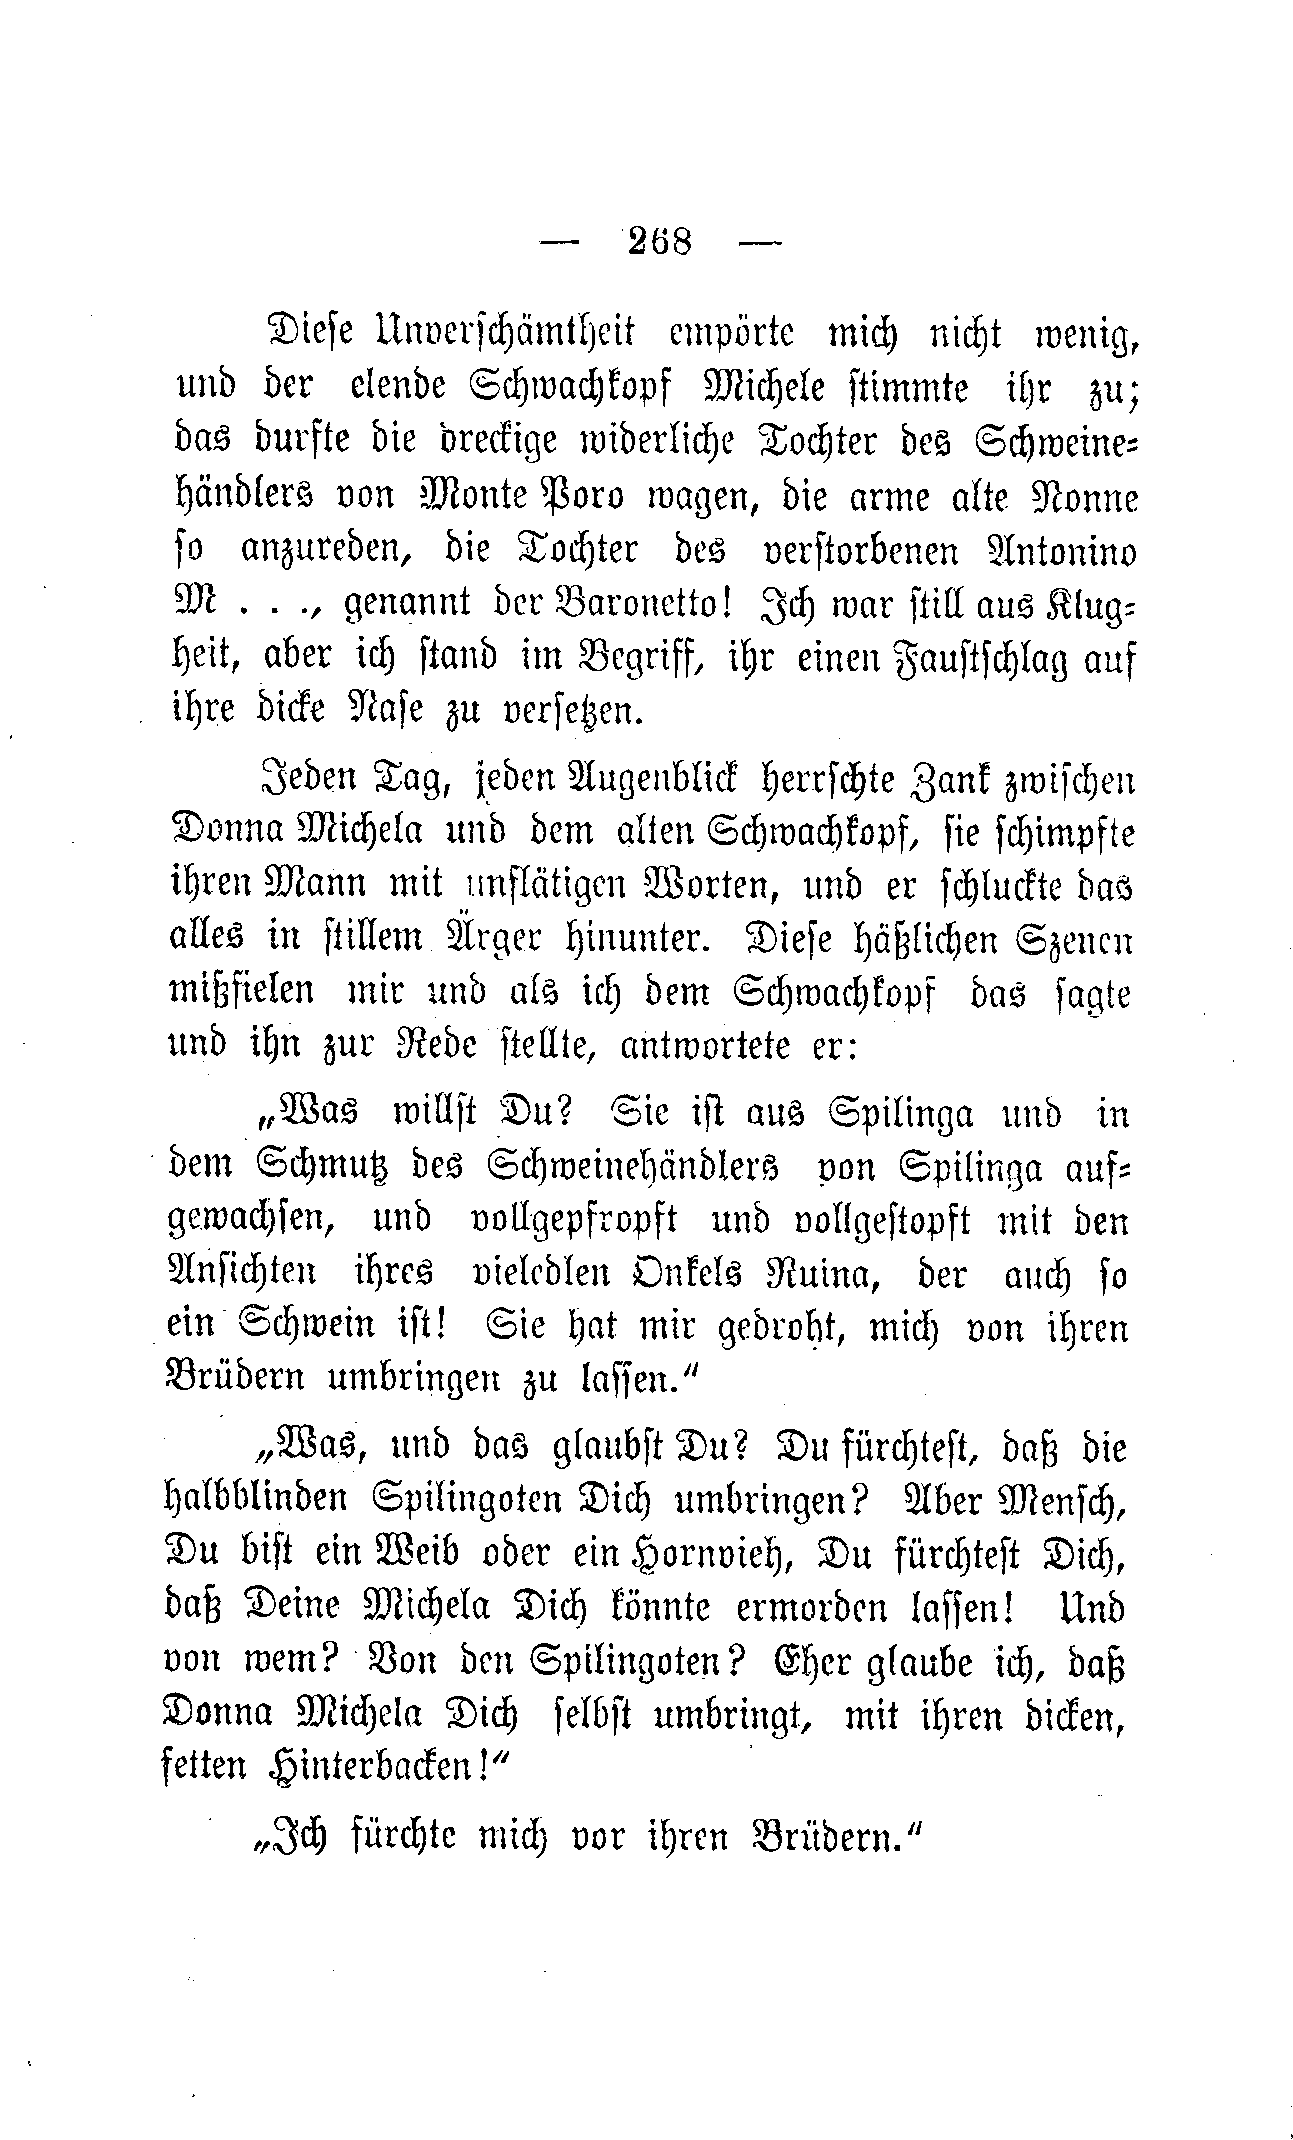 — 268 —
Diese Unverschämtheit empörte mich nicht wenig,
und der elende Schwachkopf Michele stimmte ihr zu;
das durfte die dreckige widerliche Tochter des Schweine-
händlers von Monte Poro wagen, die arme alte Nonne
so anzureden, die Tochter des verstorbenen Antonino
M . . ., genannt der Baronetto! Ich war still aus Klug-
heit, aber ich stand im Begriff, ihr einen Faustschlag auf
ihre dicke Nase zu versetzen.
Jeden Tag, jeden Augenblick herrschte Zank zwischen
Donna Michela und dem alten Schwachkopf, sie schimpfte
ihren Mann mit unflätigen Worten, und er schluckte das
alles in stillem Ärger hinunter. Diese häßlichen Szenen
mißfielen mir und als ich dem Schwachkopf das sagte
und ihn zur Rede stellte, antwortete er:
„Was willst Du? Sie ist aus Spilinga und in
dem Schmutz des Schweinehändlers von Spilinga auf-
gewachsen, und vollgepfropft und vollgestopft mit den
Ansichten ihres vieledlen Onkels Ruina, der auch so
ein Schwein ist! Sie hat mir gedroht, mich von ihren
Brüdern umbringen zu lassen.“
„Was, und das glaubst Du? Du fürchtest, daß die
halbblinden Spilingoten Dich umbringen? Aber Mensch,
Du bist ein Weib oder ein Hornvieh, Du fürchtest Dich,
daß Deine Michela Dich könnte ermorden lassen! Und
von wem? Von den Spilingoten? Eher glaube ich, daß
Donna Michela Dich selbst umbringt, mit ihren dicken,
fetten Hinterbacken!“
„Ich fürchte mich vor ihren Brüdern.“